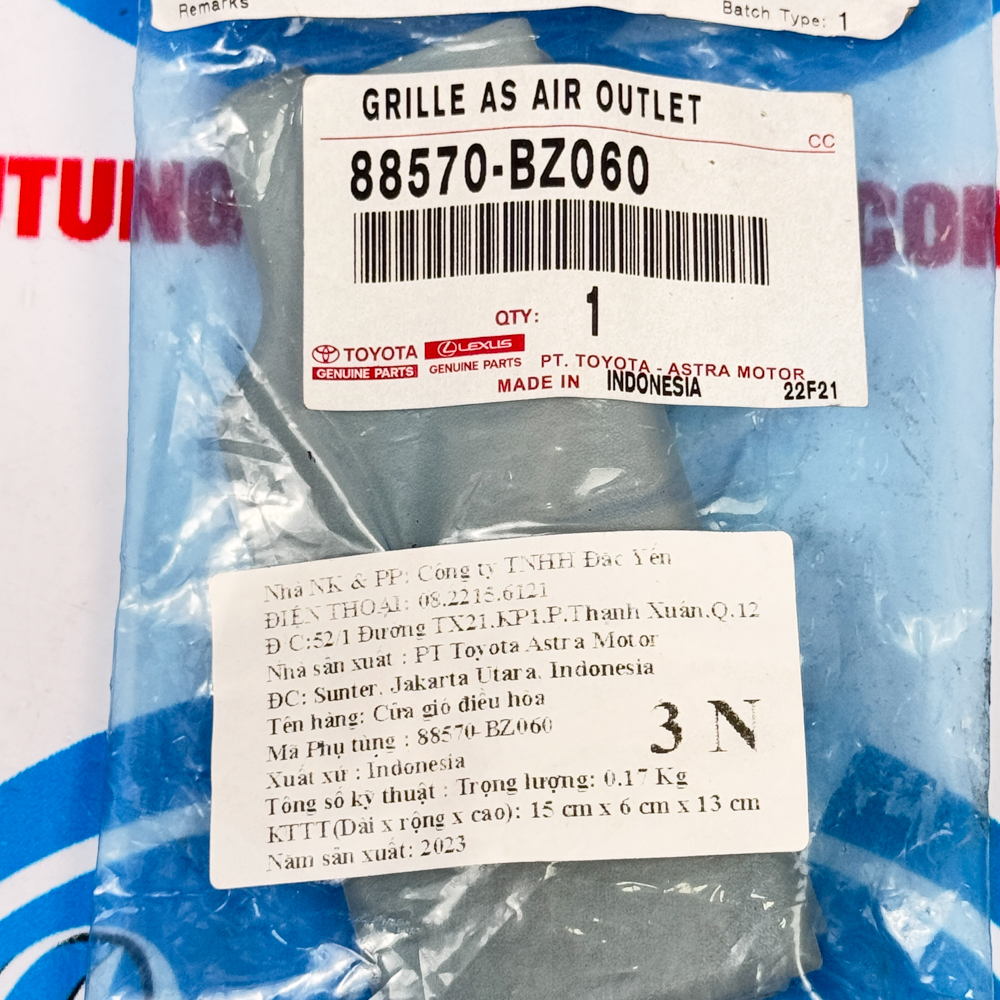 Remarks
Batch Type: 1
GRILLE AS AIR OUTLET
CC
88570-BZ060
QTY: 1
TOYOTA
GENUINE PARTS
LEXUS
GENUINE PARTS
PT. TOYOTA - ASTRA MOTOR
MADE IN INDONESIA
22F21
UTUNG
CON
Nhà NK & PP: Công ty TNHH Đắc Yến
ĐIỆN THOẠI: 08.2215.6121
Đ C:52/1 Đường TX21.KP1.P.Thạnh Xuân.Q.12
Nhà sản xuất : PT Toyota Astra Motor
ĐC: Sunter. Jakarta Utara. Indonesia
Tên hàng: Cửa gió điều hòa
Mã Phụ tùng : 88570-BZ060
3 N
Xuất xứ : Indonesia
Tông số kỹ thuật : Trọng lượng: 0.17 Kg
KTTT(Dài x rộng x cao): 15 cm x 6 cm x 13 cm
Năm sản xuất: 2023